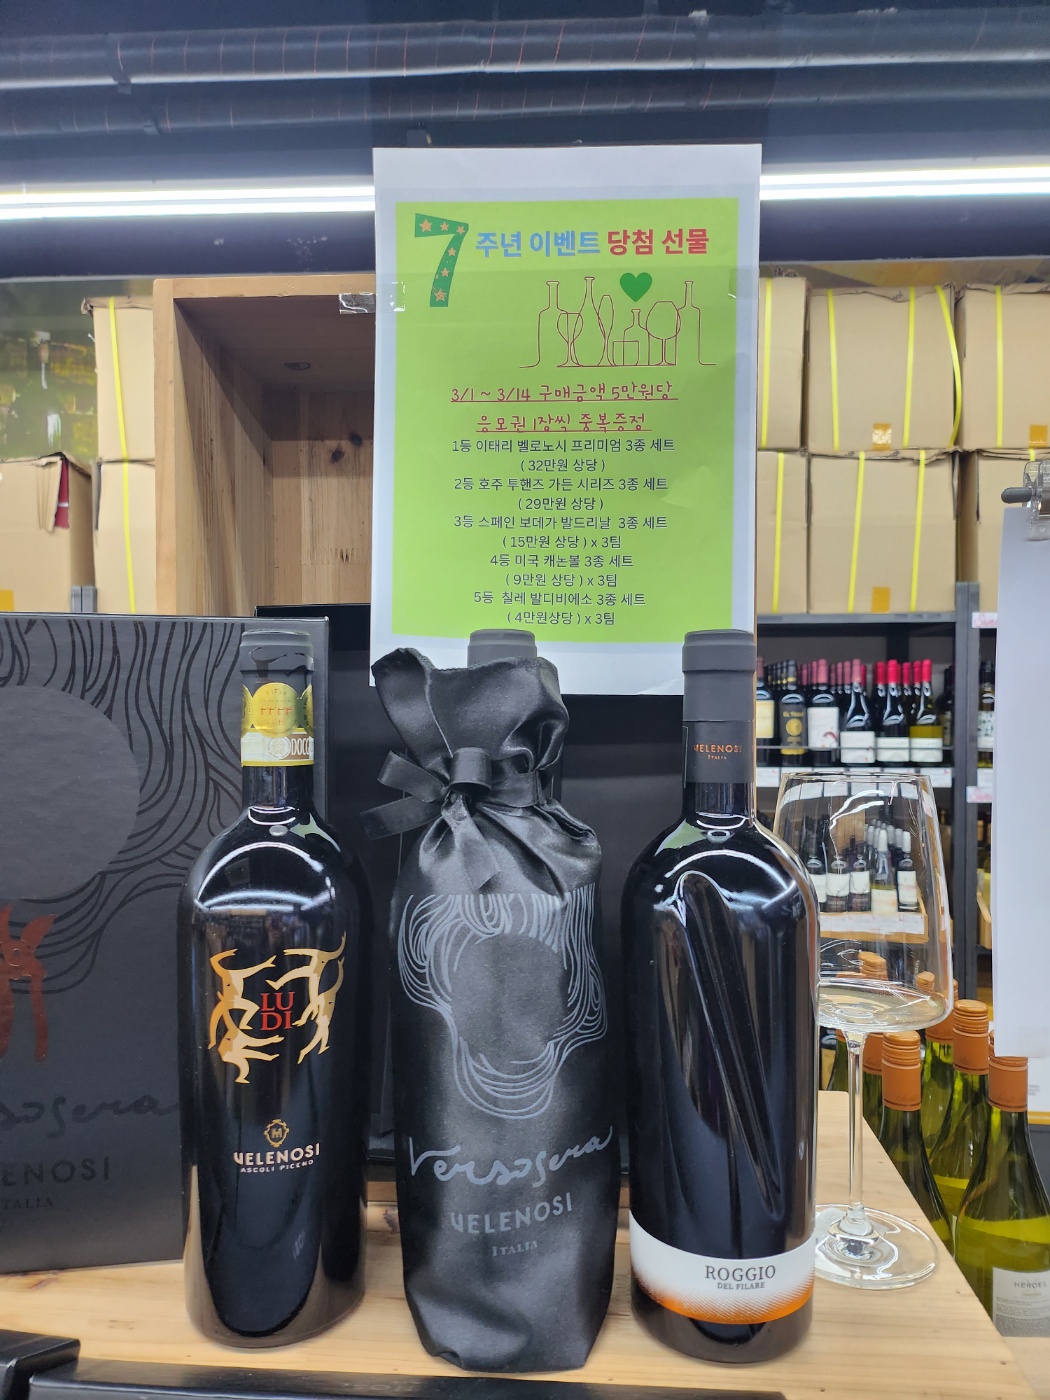 7주년 이벤트 당첨 선물
3/1 ~ 3/14 구매금액 5만원당
응모권 1장씩 중복증정
1등 이태리 벨로노시 프리미엄 3종 세트
( 32만원 상당 )
2등 호주 투핸즈 가든 시리즈 3종 세트
( 29만원 상당 )
3등 스페인 보데가 발드리날 3종 세트
( 15만원 상당 ) x 3팀
4등 미국 캐논볼 3종 세트
( 9만원 상당 ) x 3팀
5등 칠레 발디비에소 3종 세트
( 4만원상당 ) x 3팀
DOCG
LU
DI
VELENOSI
ASCOLI PICENO
Versosera
VELENOSI
ITALIA
VELENOSI
ITALIA
ROGGIO
DEL FILARE
ENOSI